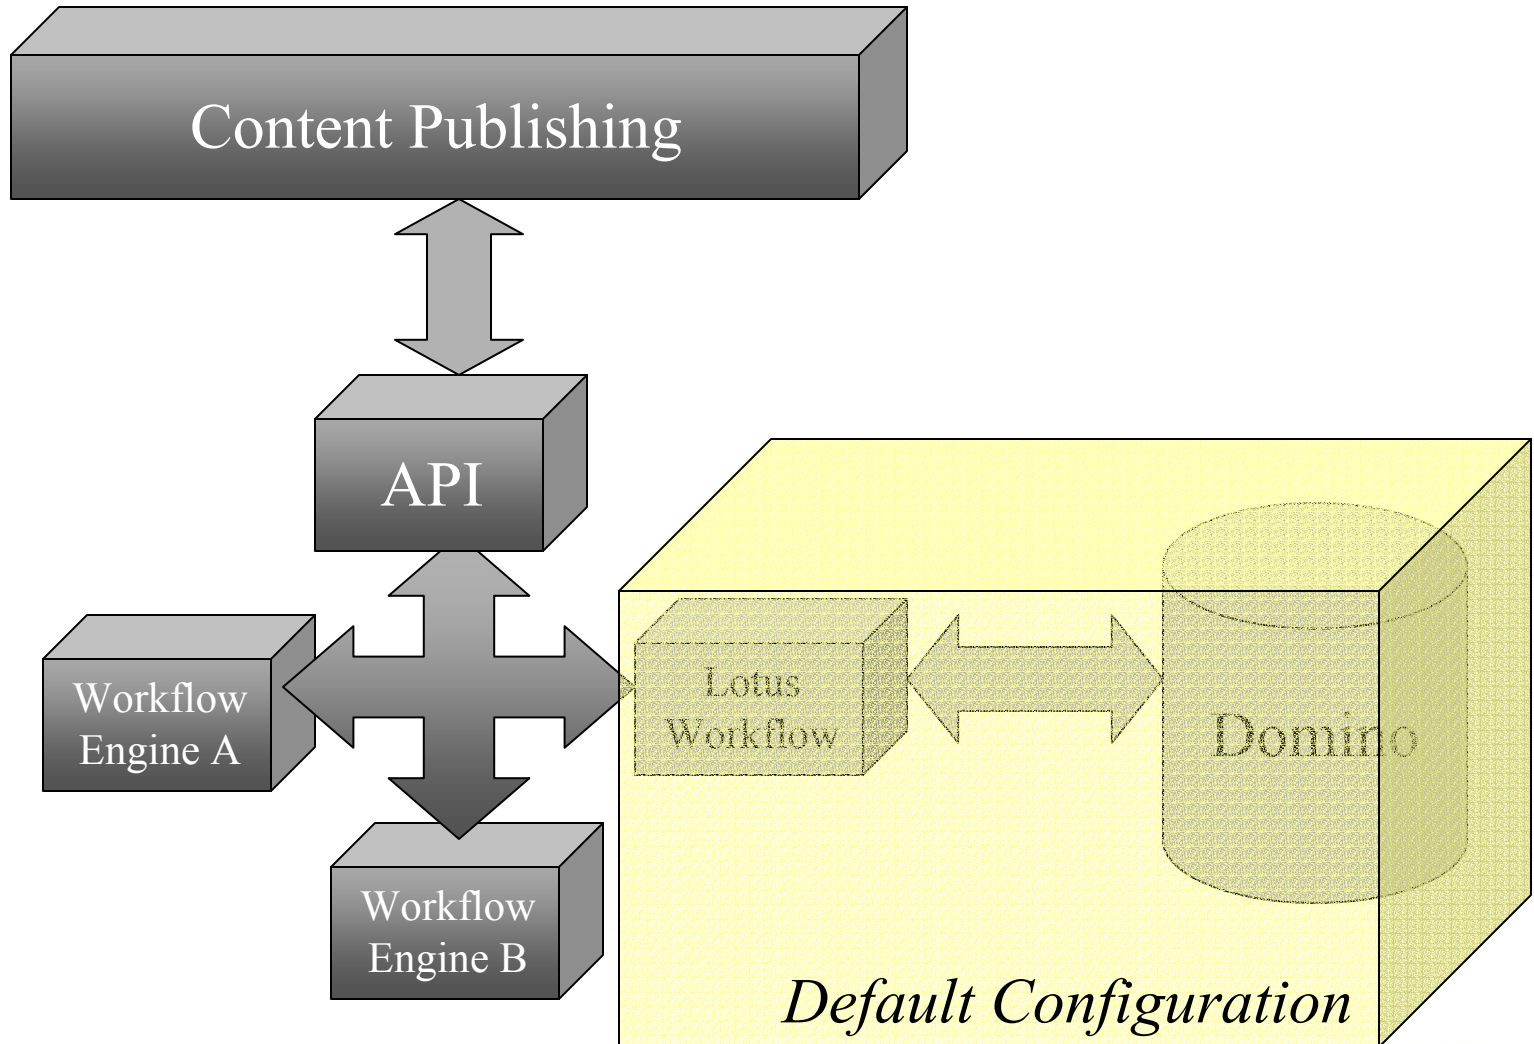 Content Publishing
API
Workflow
Engine A
Lotus
Workflow
Domino
Workflow
Engine B
Default Configuration